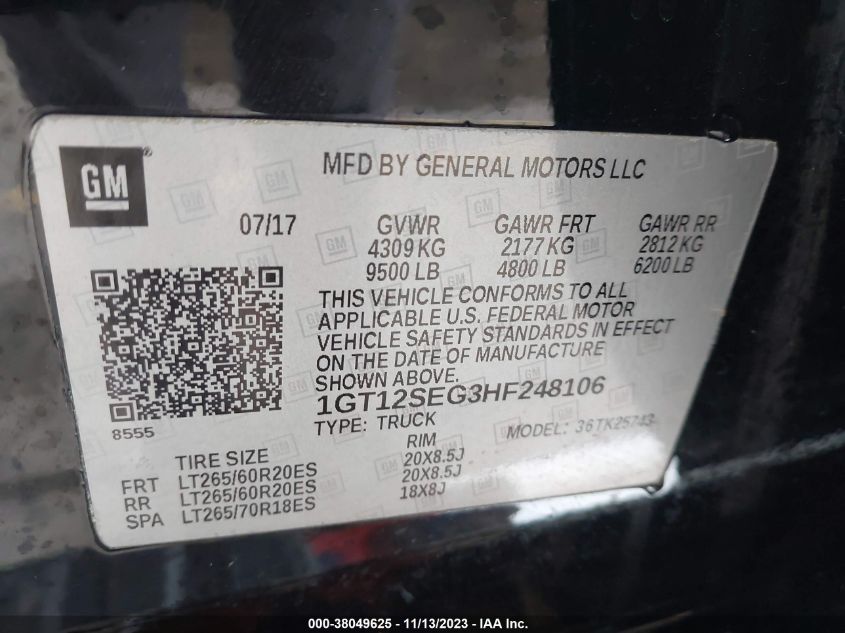 GM
MFD BY GENERAL MOTORS LLC
07/17 GVWR GAWR FRT GAWR RR
4309 KG 2177 KG 2812 KG
9500 LB 4800 LB 6200 LB
THIS VEHICLE CONFORMS TO ALL
APPLICABLE U.S. FEDERAL MOTOR
VEHICLE SAFETY STANDARDS IN EFFECT
ON THE DATE OF MANUFACTURE
SHOWN ABOVE.
1GT12SEG3HF248106
8555
TYPE: TRUCK MODEL: 36TK25743
TIRE SIZE RIM
FRT LT265/60R20ES 20X8.5J
RR LT265/60R20ES 20X8.5J
SPA LT265/70R18ES 18X8J
000-38049625 - 11/13/2023 - IAA Inc.